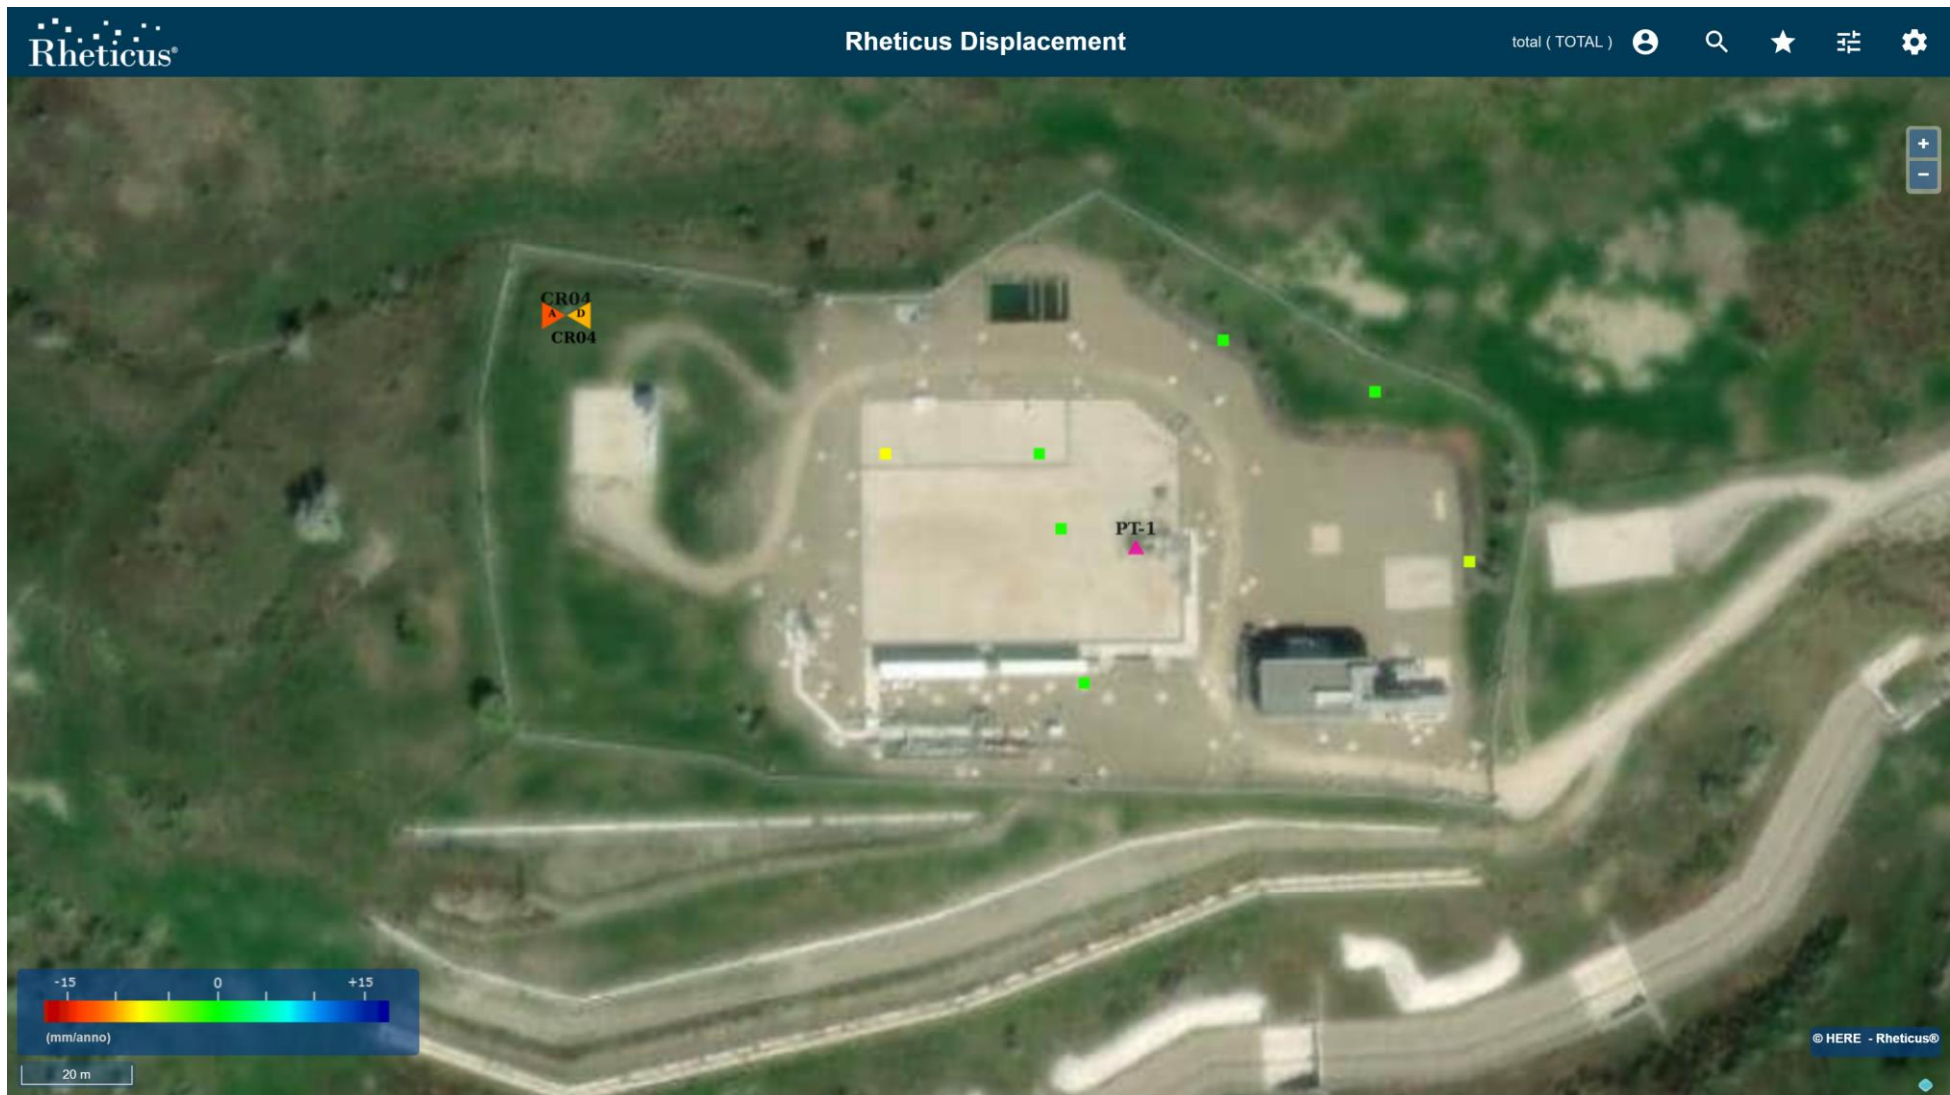 Rheticus®
Rheticus Displacement
total ( TOTAL )
+
−
CR04
A D
CR04
PT-1
-15 0 +15
(mm/anno)
20 m
© HERE - Rheticus®